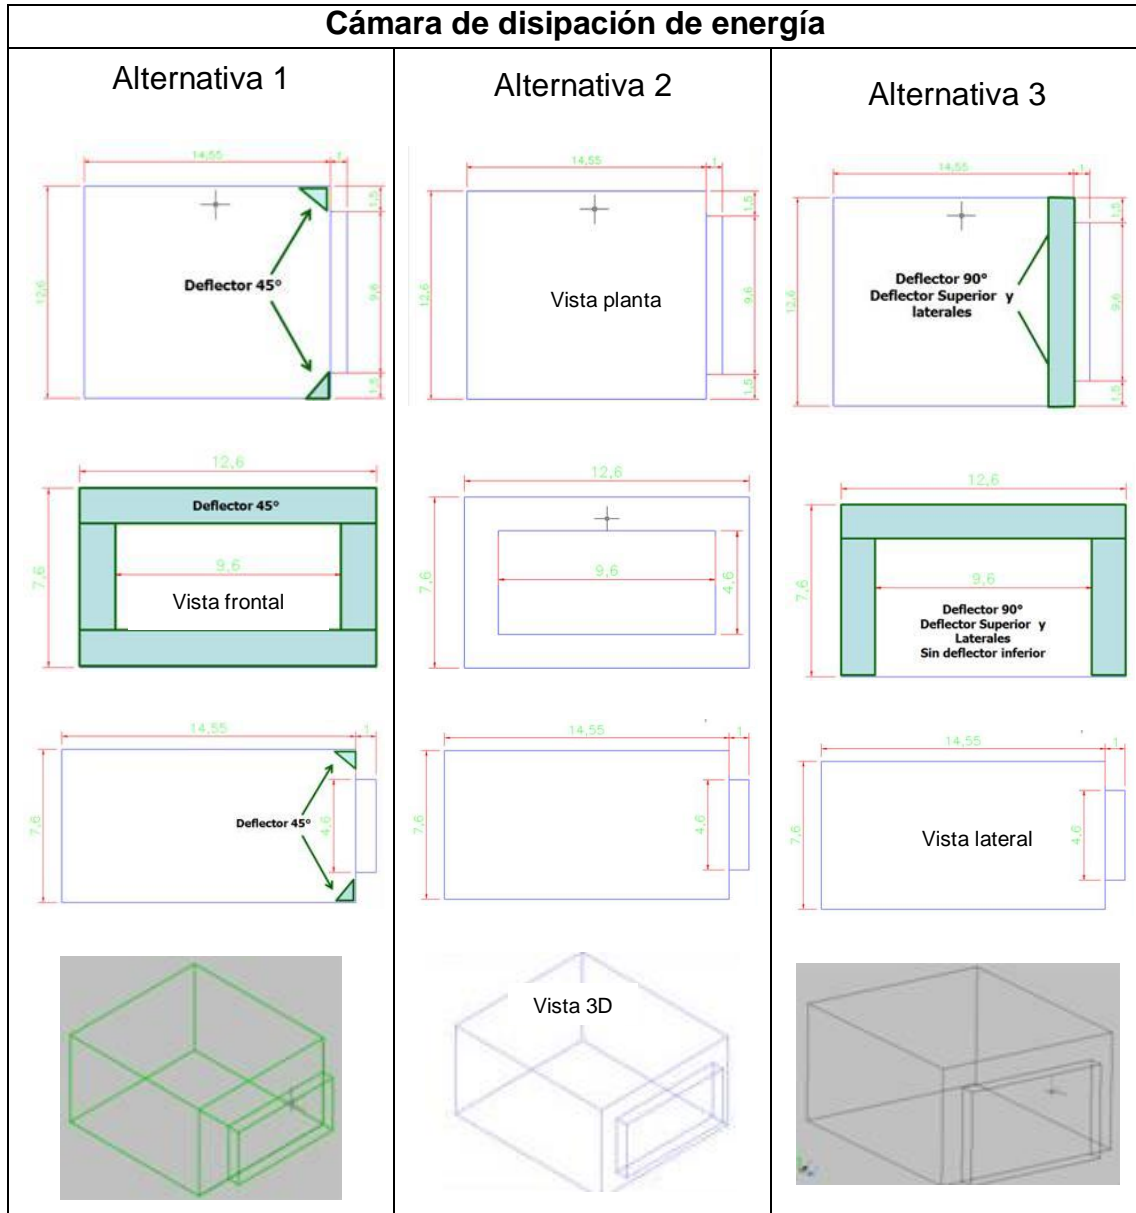 Cámara de disipación de energía
Alternativa 1
14,55
1
1,5
12,6
9,6
1,5
Deflector 45°
12,6
7,6
Deflector 45°
9,6
Vista frontal
14,55
1
7,6
4,6
Deflector 45°
Alternativa 2
14,55
1
1,5
12,6
9,6
1,5
Vista planta
12,6
7,6
9,6
4,6
14,55
1
7,6
4,6
Vista 3D
Alternativa 3
14,55
1
1,5
12,6
9,6
1,5
Deflector 90°
Deflector Superior y
laterales
12,6
7,6
9,6
Deflector 90°
Deflector Superior y
Laterales
Sin deflector inferior
14,55
1
7,6
4,6
Vista lateral